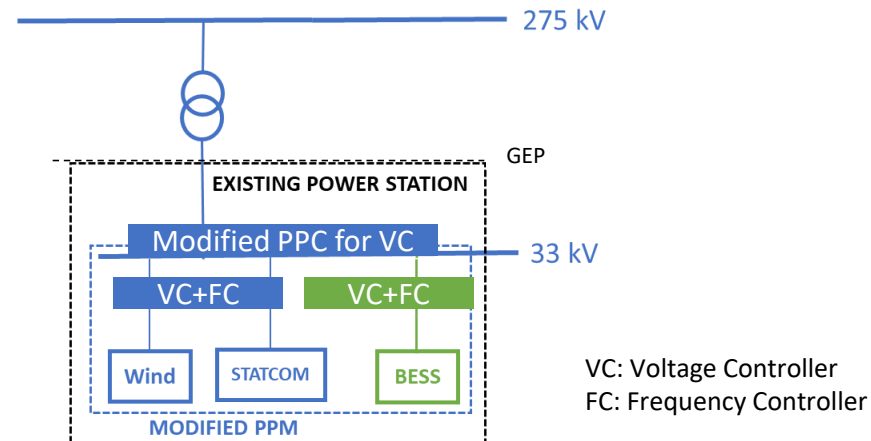 275 kV
GEP
EXISTING POWER STATION
Modified PPC for VC
33 kV
VC+FC
VC+FC
Wind
STATCOM
BESS
VC: Voltage Controller
FC: Frequency Controller
MODIFIED PPM